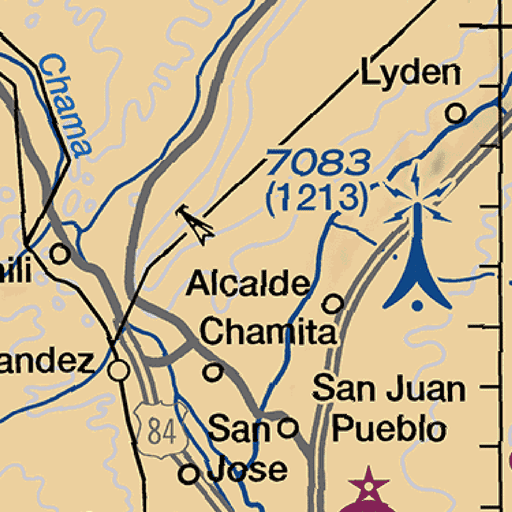 Chama
Lyden
7083
(1213)
Alcalde
Chamita
84
San Juan
Pueblo
San
Jose